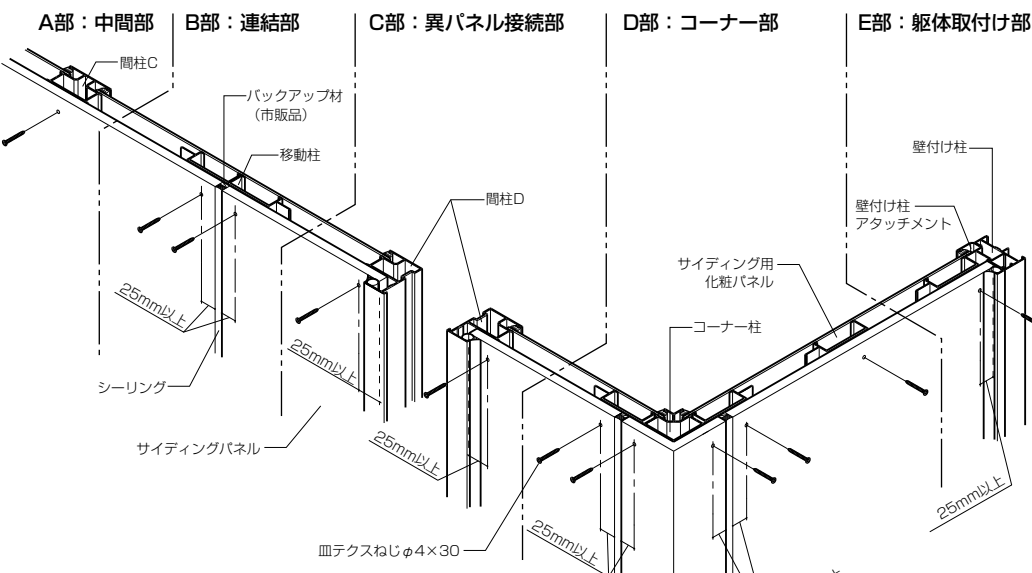 A部：中間部
B部：連結部
C部：異パネル接続部
D部：コーナー部
E部：躯体取付け部
間柱C
バックアップ材
（市販品）
移動柱
間柱D
壁付け柱
壁付け柱
アタッチメント
サイディング用
化粧パネル
コーナー柱
25mm以上
25mm以上
シーリング
サイディングパネル
25mm以上
25mm以上
25mm以上
皿テクスねじφ4×30